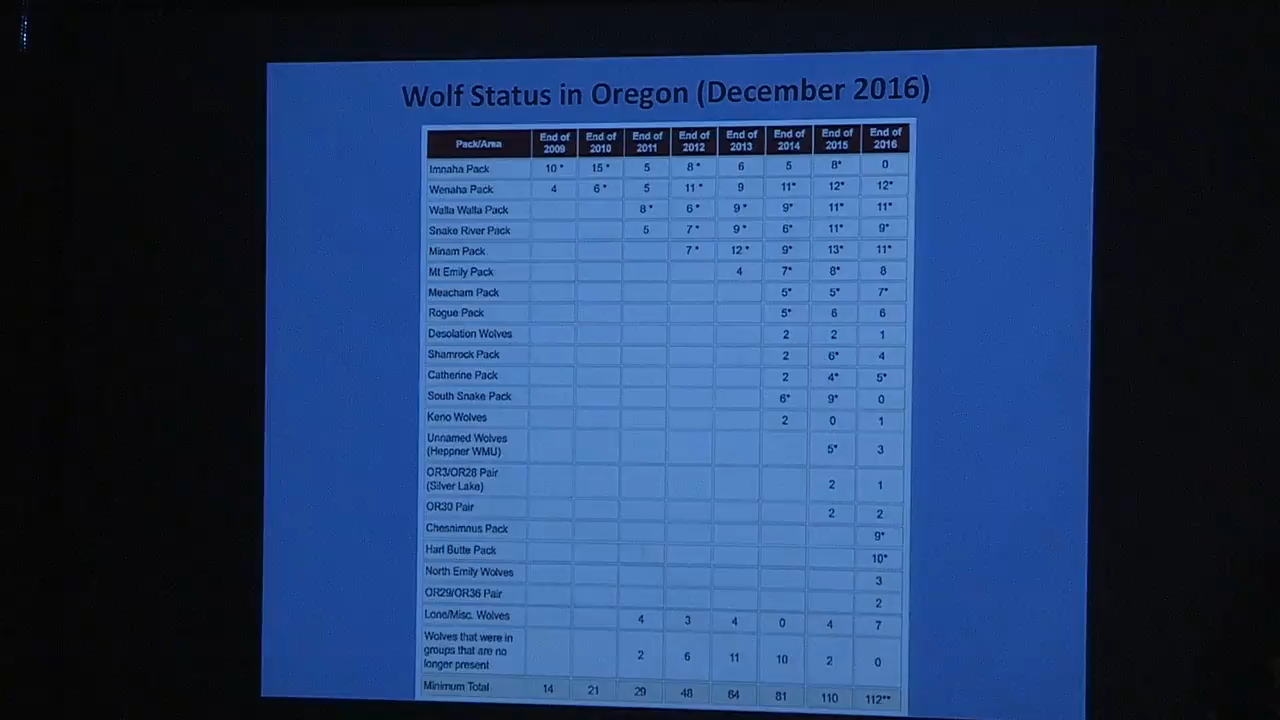 Wolf Status in Oregon (December 2016)
Pack/Area End of 2009 End of 2010 End of 2011 End of 2012 End of 2013 End of 2014 End of 2015 End of 2016
Imnaha Pack 10* 15* 5 8* 6 5 8* 0
Wenaha Pack 4 6* 5 11* 9 11* 12* 12*
Walla Walla Pack 8* 6* 9* 9* 11* 11*
Snake River Pack 5 7* 9* 6* 11* 9*
Minam Pack 7* 12* 9* 13* 11*
Mt Emily Pack 4 7* 8* 8
Meacham Pack 5* 5* 7*
Rogue Pack 5* 6 6
Desolation Wolves 2 2 1
Shamrock Pack 2 6* 4
Catherine Pack 2 4* 5*
South Snake Pack 6* 9* 0
Keno Wolves 2 0 1
Unnamed Wolves
(Heppner WMU) 5* 3
OR3/OR28 Pair
(Silver Lake) 2 1
OR30 Pair 2 2
Chesnimnus Pack 9*
Harl Butte Pack 10*
North Emily Wolves 3
OR29/OR36 Pair 2
Lone/Misc. Wolves 4 3 4 0 4 7
Wolves that were in
groups that are no
longer present 2 6 11 10 2 0
Minimum Total 14 21 29 48 64 81 110 112**